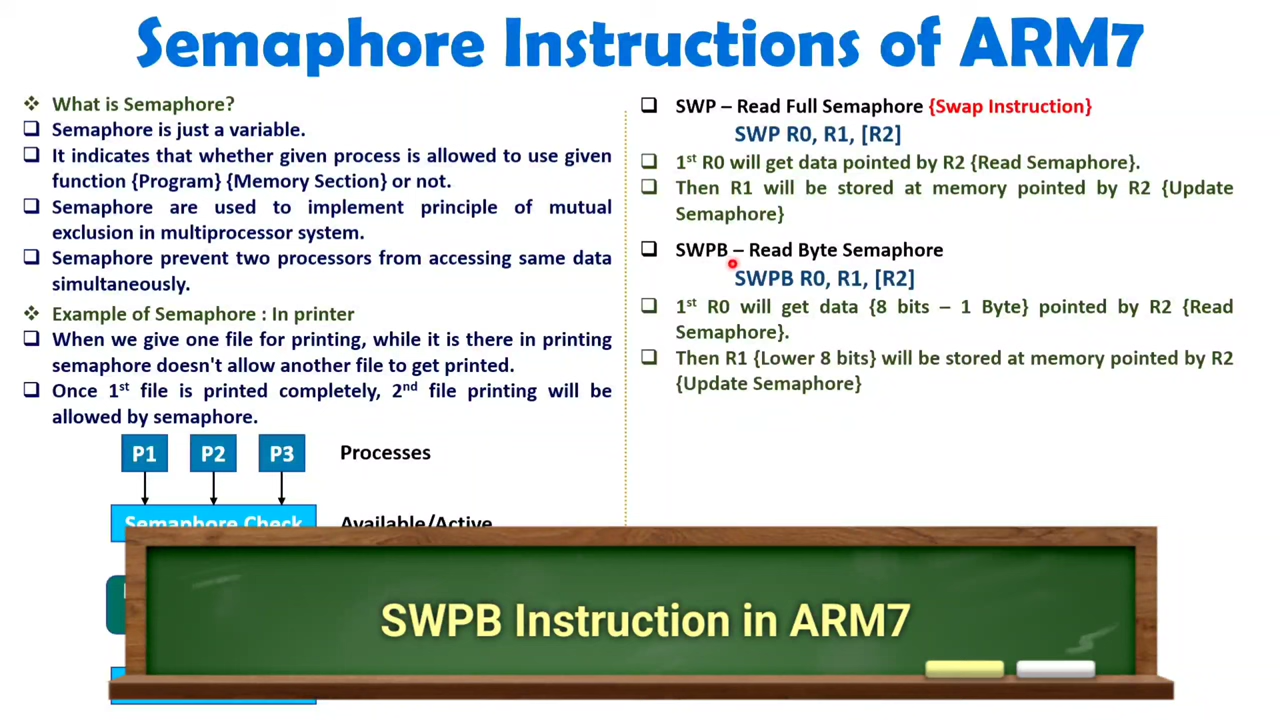 Semaphore Instructions of ARM7
❖ What is Semaphore?
❑ Semaphore is just a variable.
❑ It indicates that whether given process is allowed to use given
function {Program} {Memory Section} or not.
❑ Semaphore are used to implement principle of mutual
exclusion in multiprocessor system.
❑ Semaphore prevent two processors from accessing same data
simultaneously.
❖ Example of Semaphore : In printer
❑ When we give one file for printing, while it is there in printing
semaphore doesn't allow another file to get printed.
❑ Once 1st file is printed completely, 2nd file printing will be
allowed by semaphore.
P1 P2 P3 Processes
Semaphore Check Available/Active
❑ SWP – Read Full Semaphore {Swap Instruction}
SWP R0, R1, [R2]
❑ 1st R0 will get data pointed by R2 {Read Semaphore}.
❑ Then R1 will be stored at memory pointed by R2 {Update
Semaphore}
❑ SWPB – Read Byte Semaphore
SWPB R0, R1, [R2]
❑ 1st R0 will get data {8 bits – 1 Byte} pointed by R2 {Read
Semaphore}.
❑ Then R1 {Lower 8 bits} will be stored at memory pointed by R2
{Update Semaphore}
SWPB Instruction in ARM7